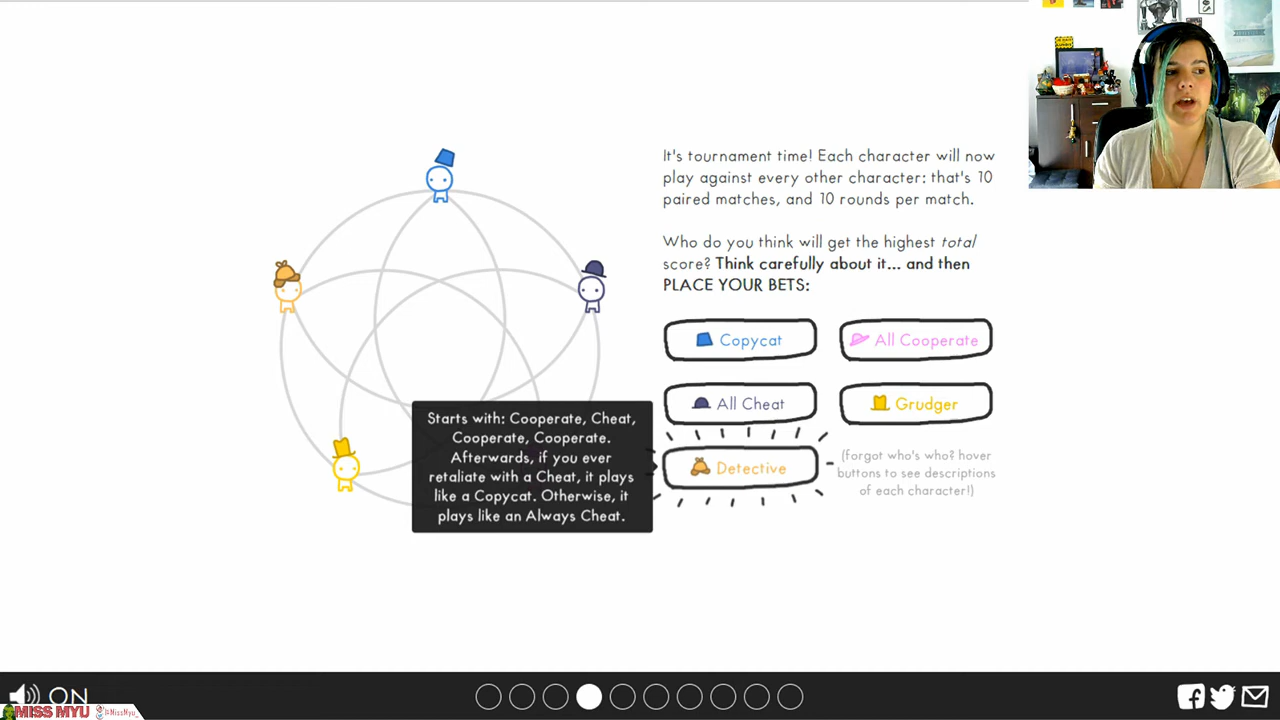 It's tournament time! Each character will now
play against every other character: that's 10
paired matches, and 10 rounds per match.
Who do you think will get the highest total
score? Think carefully about it... and then
PLACE YOUR BETS:
Copycat
All Cooperate
All Cheat
Grudger
Detective
(forgot who's who? hover
buttons to see descriptions
of each character!)
Starts with: Cooperate, Cheat,
Cooperate, Cooperate.
Afterwards, if you ever
retaliate with a Cheat, it plays
like a Copycat. Otherwise, it
plays like an Always Cheat.
ON
MISS MYU
@MissMyu_